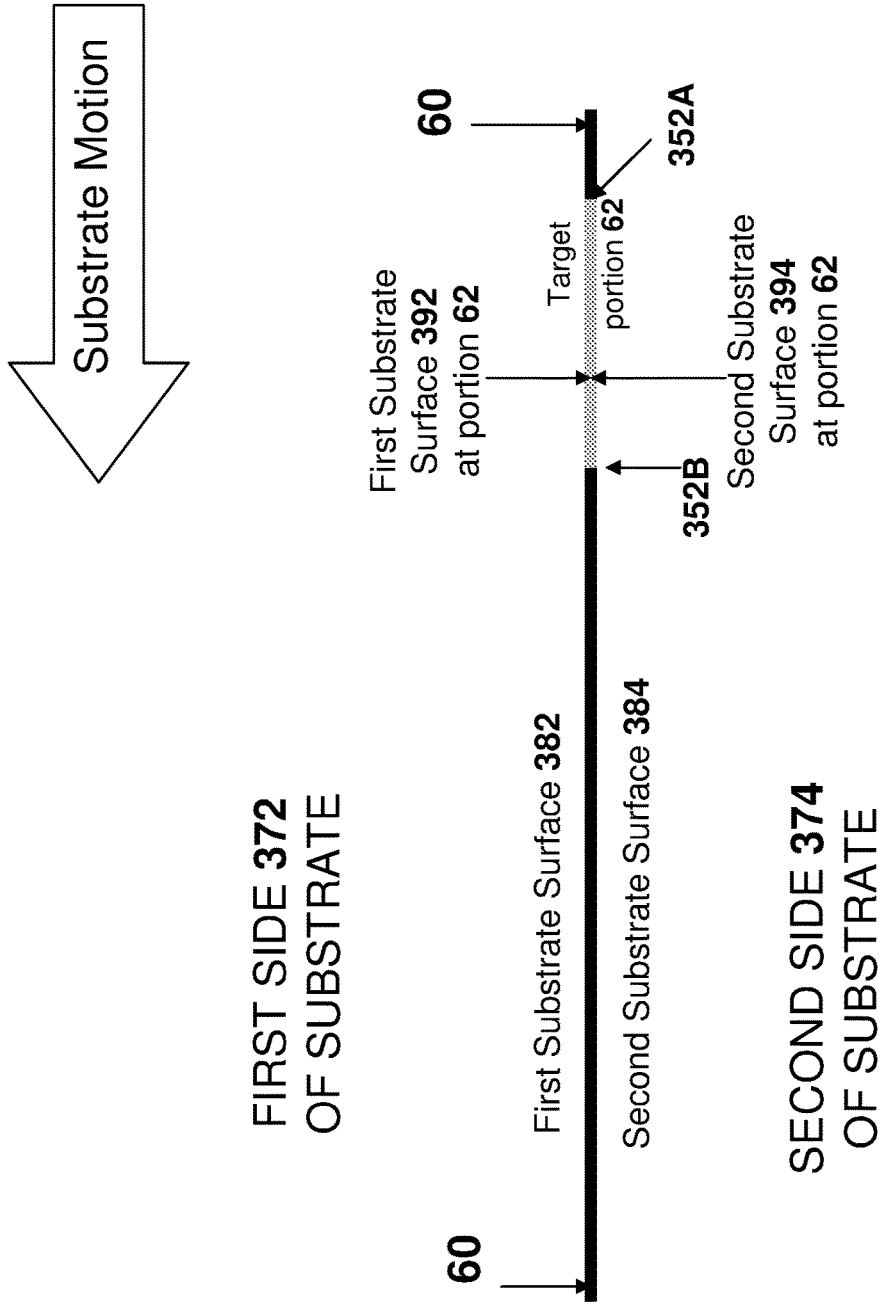 Substrate Motion
FIRST SIDE 372
OF SUBSTRATE
First Substrate
Surface 392
at portion 62
60
60
Target
portion 62
First Substrate Surface 382
Second Substrate Surface 384
352B
352A
Second Substrate
Surface 394
at portion 62
SECOND SIDE 374
OF SUBSTRATE